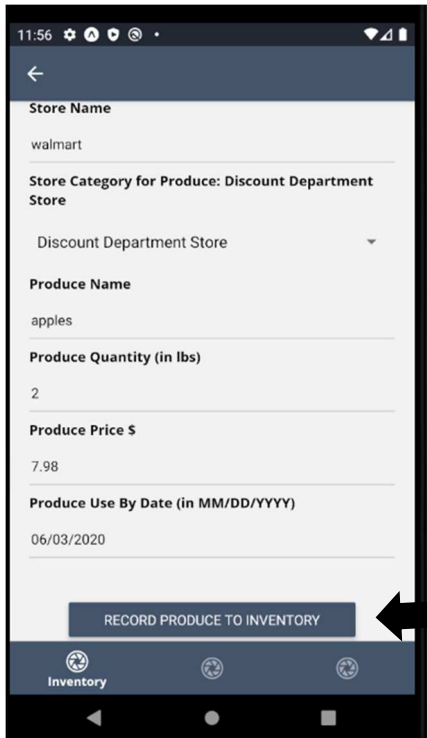 11:56
Store Name
walmart
Store Category for Produce: Discount Department
Store
Discount Department Store
Produce Name
apples
Produce Quantity (in lbs)
2
Produce Price $
7.98
Produce Use By Date (in MM/DD/YYYY)
06/03/2020
RECORD PRODUCE TO INVENTORY
Inventory